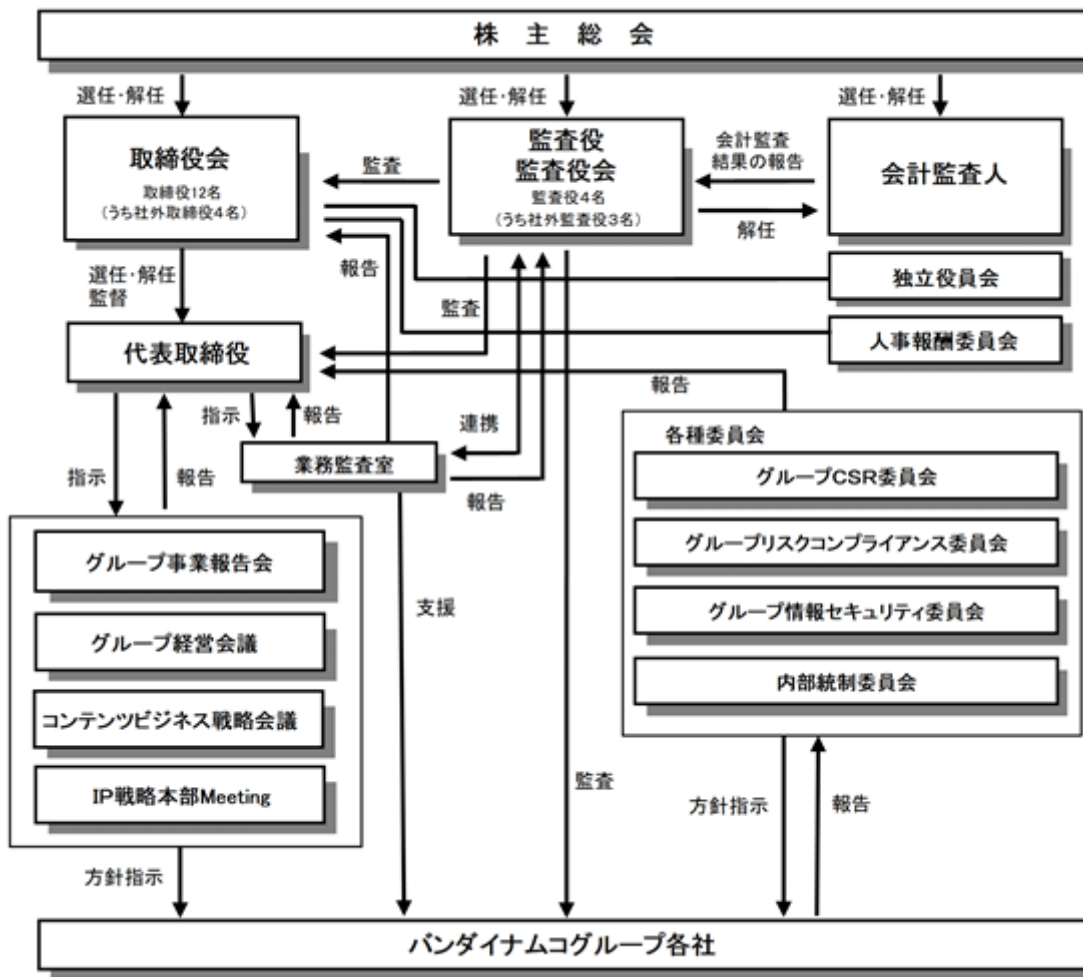 株主総会
選任・解任
選任・解任
選任・解任
取締役会
取締役12名
(うち社外取締役4名)
監査
監査役
監査役会
監査役4名
(うち社外監査役3名)
会計監査
結果の報告
解任
会計監査人
選任・解任
監督
報告
監査
独立役員会
人事報酬委員会
代表取締役
報告
指示
報告
連携
業務監査室
報告
指示
報告
各種委員会
グループCSR委員会
グループリスクコンプライアンス委員会
グループ情報セキュリティ委員会
内部統制委員会
グループ事業報告会
グループ経営会議
コンテンツビジネス戦略会議
IP戦略本部Meeting
支援
監査
方針指示
報告
方針指示
バンダイナムコグループ各社